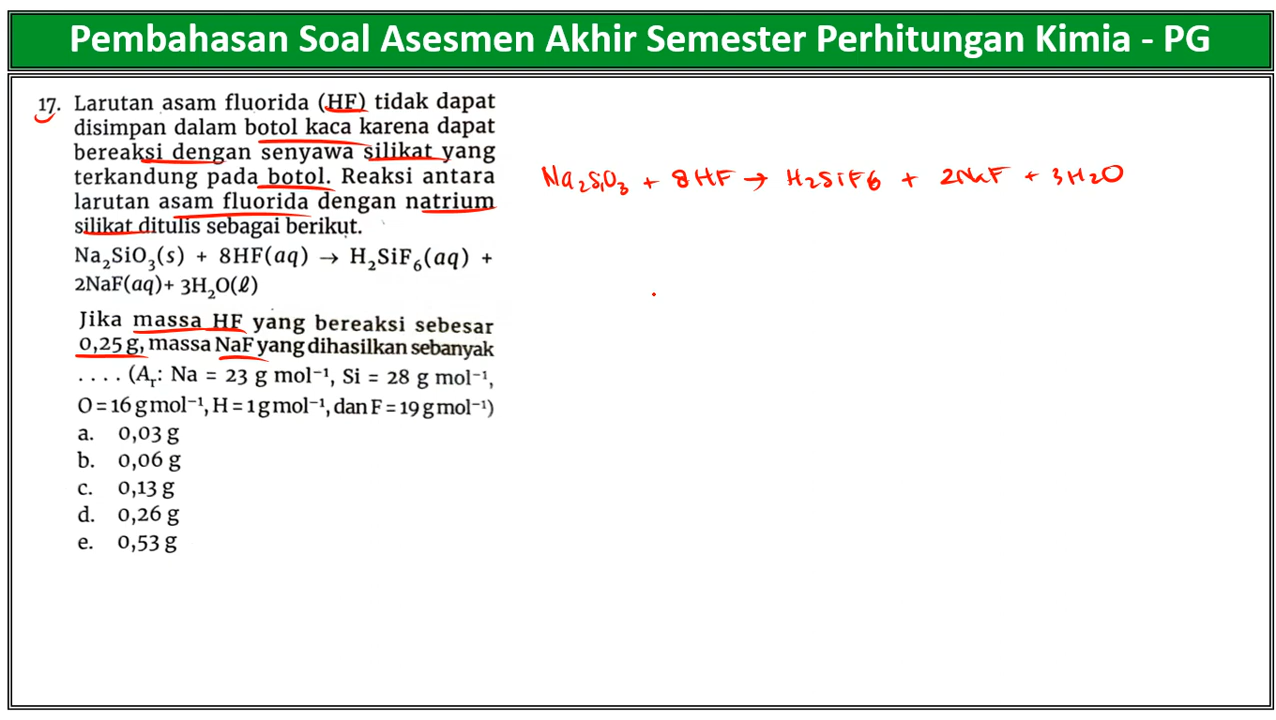 Pembahasan Soal Asesmen Akhir Semester Perhitungan Kimia - PG
17. Larutan asam fluorida (HF) tidak dapat
disimpan dalam botol kaca karena dapat
bereaksi dengan senyawa silikat yang
terkandung pada botol. Reaksi antara
larutan asam fluorida dengan natrium
silikat ditulis sebagai berikut.
Na₂SiO₃(s) + 8HF(aq) → H₂SiF₆(aq) +
2NaF(aq)+ 3H₂O(ℓ)
Jika massa HF yang bereaksi sebesar
0,25 g, massa NaF yang dihasilkan sebanyak
. . . . (Aᵣ: Na = 23 g mol⁻¹, Si = 28 g mol⁻¹,
O = 16 g mol⁻¹, H = 1 g mol⁻¹, dan F = 19 g mol⁻¹)
a. 0,03 g
b. 0,06 g
c. 0,13 g
d. 0,26 g
e. 0,53 g
Na₂SiO₃ + 8HF → H₂SiF6 + 2NaF + 3H₂O